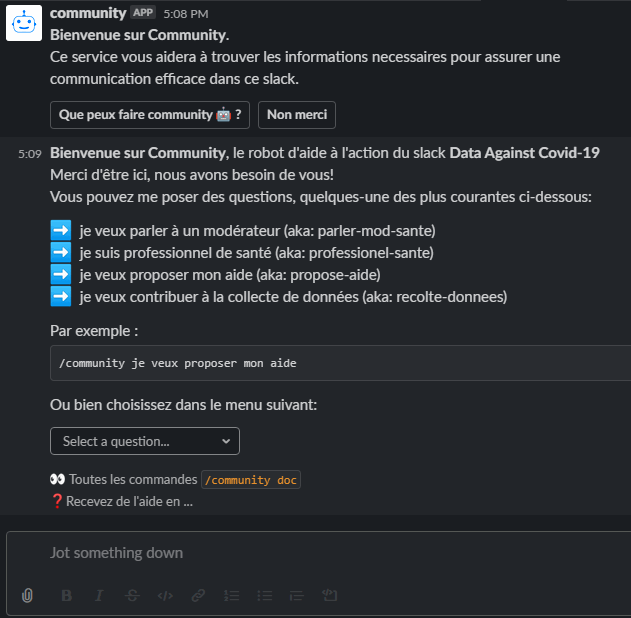 community APP 5:08 PM
Bienvenue sur Community.
Ce service vous aidera à trouver les informations necessaires pour assurer une
communication efficace dans ce slack.
Que peux faire community 🤖 ?
Non merci
5:09 Bienvenue sur Community, le robot d'aide à l'action du slack Data Against Covid-19
Merci d'être ici, nous avons besoin de vous!
Vous pouvez me poser des questions, quelques-une des plus courantes ci-dessous:
➡️ je veux parler à un modérateur (aka: parler-mod-sante)
➡️ je suis professionnel de santé (aka: professionel-sante)
➡️ je veux proposer mon aide (aka: propose-aide)
➡️ je veux contribuer à la collecte de données (aka: recolte-donnees)
Par exemple :
/community je veux proposer mon aide
Ou bien choisissez dans le menu suivant:
Select a question...
👀 Toutes les commandes /community doc
❓Recevez de l'aide en ...
Jot something down